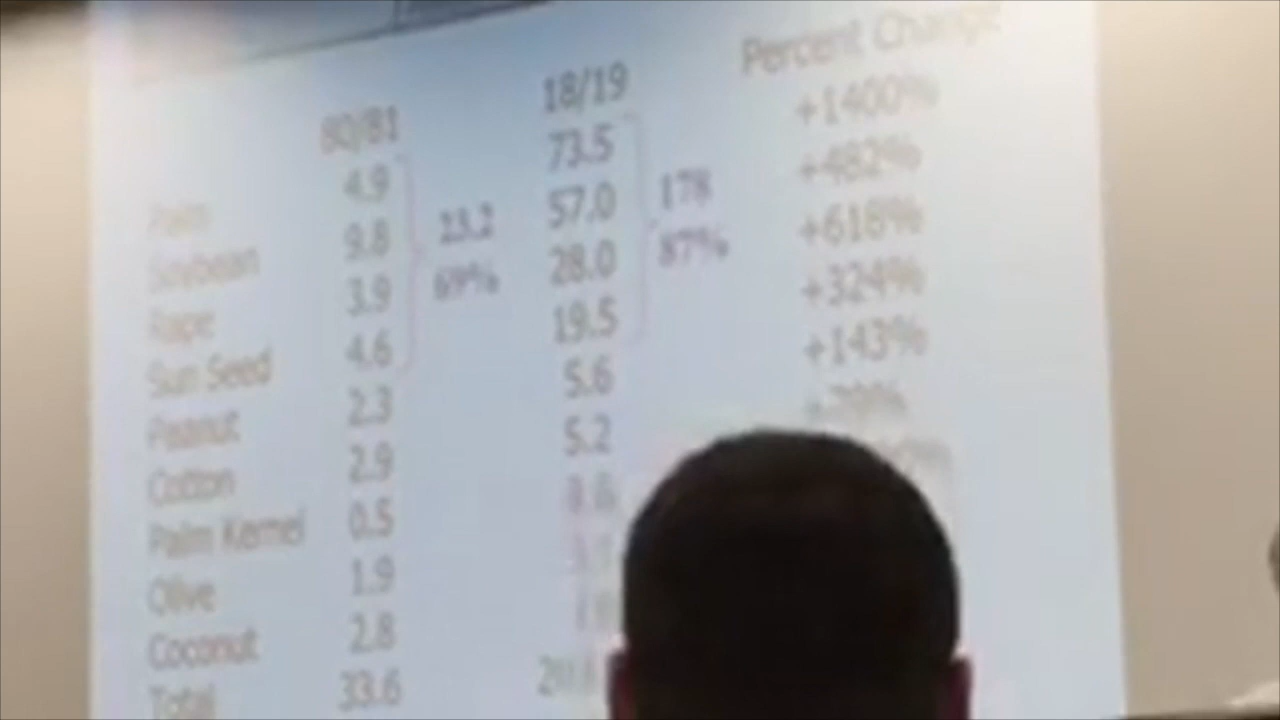 80/81 18/19 Percent Change
Palm 4.9 73.5 +1400%
Soybean 9.8 57.0 +482%
Rape 3.9 28.0 +618%
Sun Seed 4.6 19.5 +324%
23.2 178
69% 87%
Peanut 2.3 5.6 +143%
Cotton 2.9 5.2 +79%
Palm Kernel 0.5
Olive 1.9
Coconut 2.8
Total 33.6